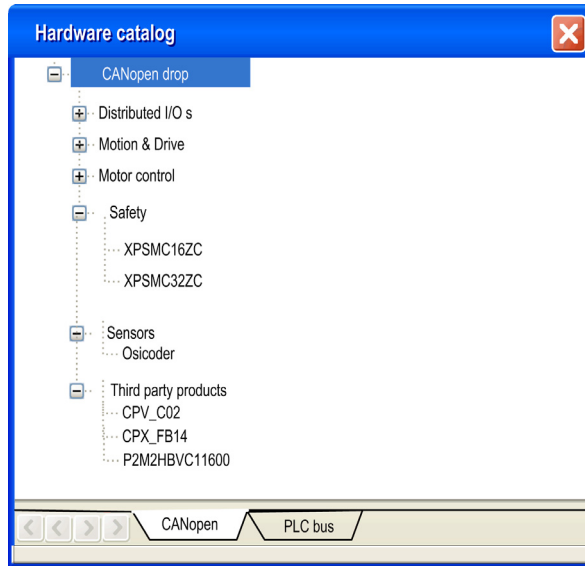 Hardware catalog
CANopen drop
Distributed I/O s
Motion & Drive
Motor control
Safety
XPSMC16ZC
XPSMC32ZC
Sensors
Osicoder
Third party products
CPV_C02
CPX_FB14
P2M2HBVC11600
CANopen PLC bus